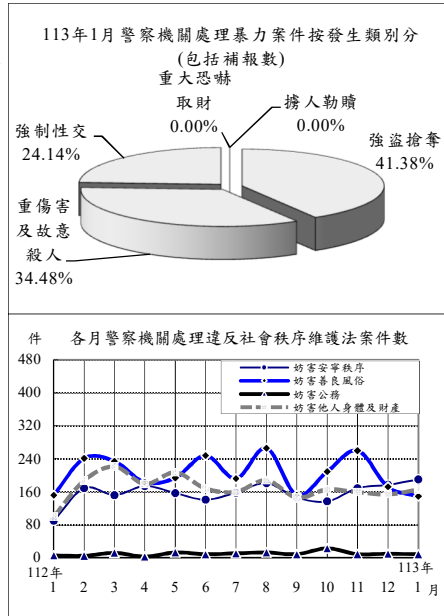 113年1月警察機關處理暴力案件按發生類別分
(包括補報數)
重大恐嚇
取財
0.00%
擄人勒贖
0.00%
強制性交
24.14%
強盜搶奪
41.38%
重傷害
及故意
殺人
34.48%
件
各月警察機關處理違反社會秩序維護法案件數
480
400
320
240
160
80
0
妨害安寧秩序
妨害善良風俗
妨害公務
妨害他人身體及財產
112年
113年
1 2 3 4 5 6 7 8 9 10 11 12 1 月